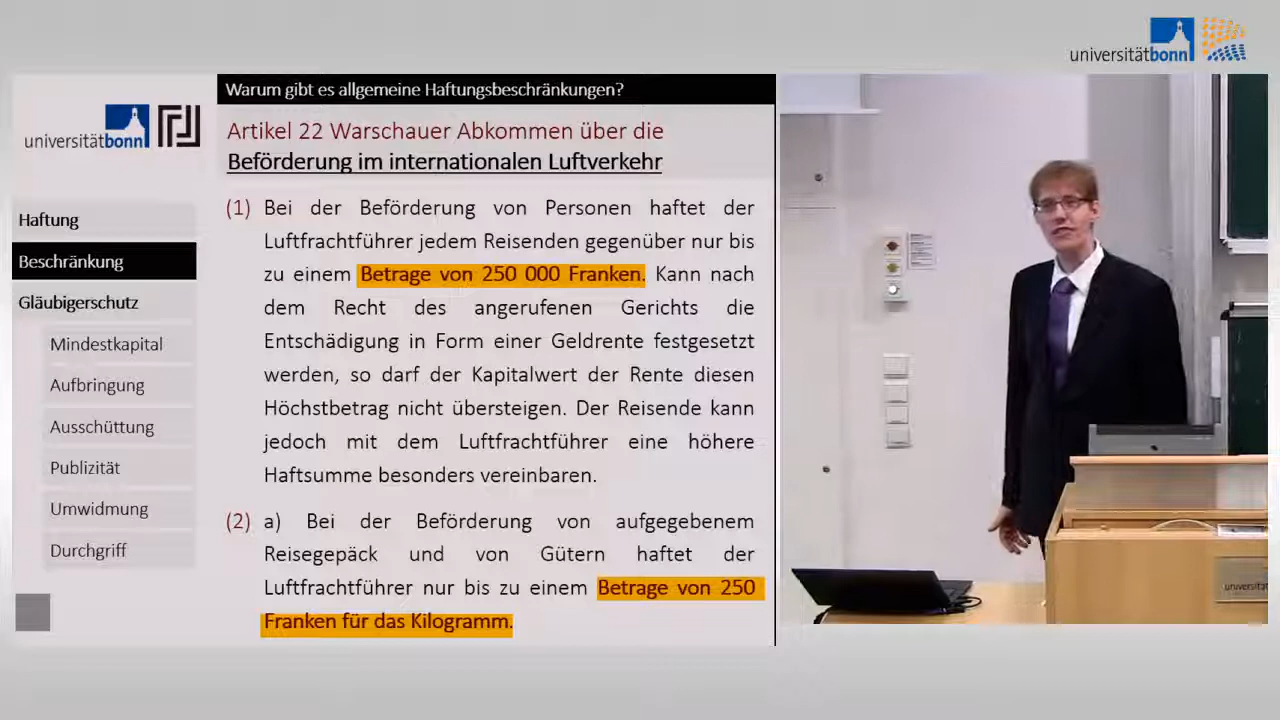 universitätbonn
Warum gibt es allgemeine Haftungsbeschränkungen?
universitätbonn
Artikel 22 Warschauer Abkommen über die
Beförderung im internationalen Luftverkehr
Haftung
Beschränkung
Gläubigerschutz
Mindestkapital
Aufbringung
Ausschüttung
Publizität
Umwidmung
Durchgriff
(1) Bei der Beförderung von Personen haftet der
Luftfrachtführer jedem Reisenden gegenüber nur bis
zu einem Betrage von 250 000 Franken. Kann nach
dem Recht des angerufenen Gerichts die
Entschädigung in Form einer Geldrente festgesetzt
werden, so darf der Kapitalwert der Rente diesen
Höchstbetrag nicht übersteigen. Der Reisende kann
jedoch mit dem Luftfrachtführer eine höhere
Haftsumme besonders vereinbaren.
(2) a) Bei der Beförderung von aufgegebenem
Reisegepäck und von Gütern haftet der
Luftfrachtführer nur bis zu einem Betrage von 250
Franken für das Kilogramm.